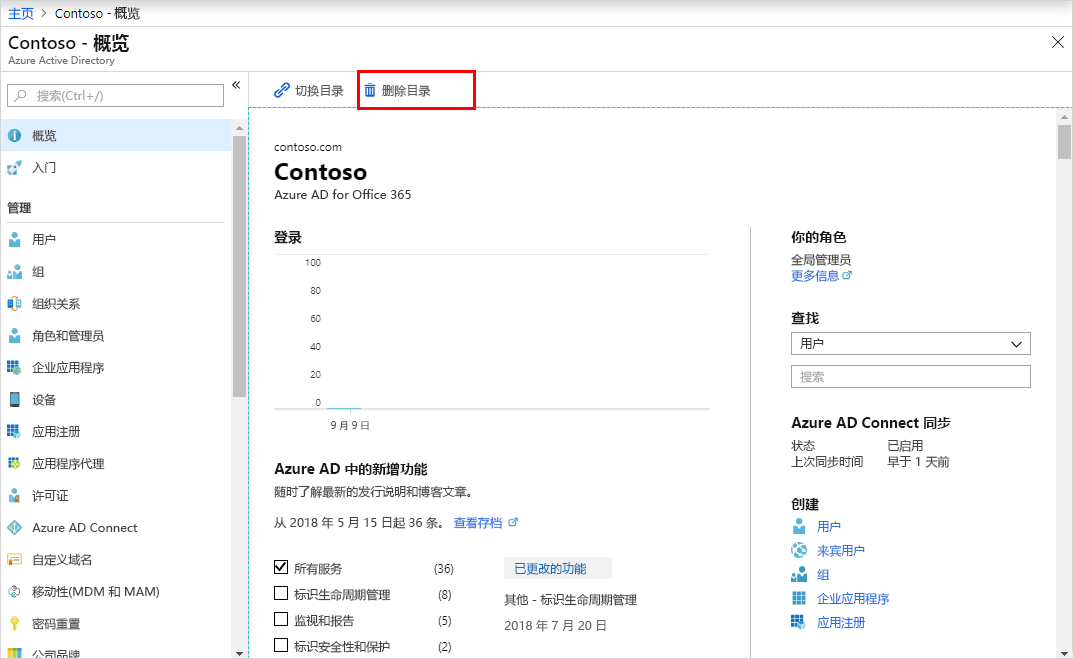 主页 > Contoso - 概览
Contoso - 概览
Azure Active Directory
搜索(Ctrl+/)
概览
入门
管理
用户
组
组织关系
角色和管理员
企业应用程序
设备
应用注册
应用程序代理
许可证
Azure AD Connect
自定义域名
移动性(MDM 和 MAM)
密码重置
公司品牌
切换目录
删除目录
contoso.com
Contoso
Azure AD for Office 365
登录
100
80
60
40
20
0
9 月 9 日
Azure AD 中的新增功能
随时了解最新的发行说明和博客文章。
从 2018 年 5 月 15 日起 36 条。 查看存档
所有服务 (36)
标识生命周期管理 (8)
监视和报告 (5)
标识安全性和保护 (2)
已更改的功能
其他 - 标识生命周期管理
2018 年 7 月 20 日
你的角色
全局管理员
更多信息
查找
用户
搜索
Azure AD Connect 同步
状态 已启用
上次同步时间 早于 1 天前
创建
用户
来宾用户
组
企业应用程序
应用注册